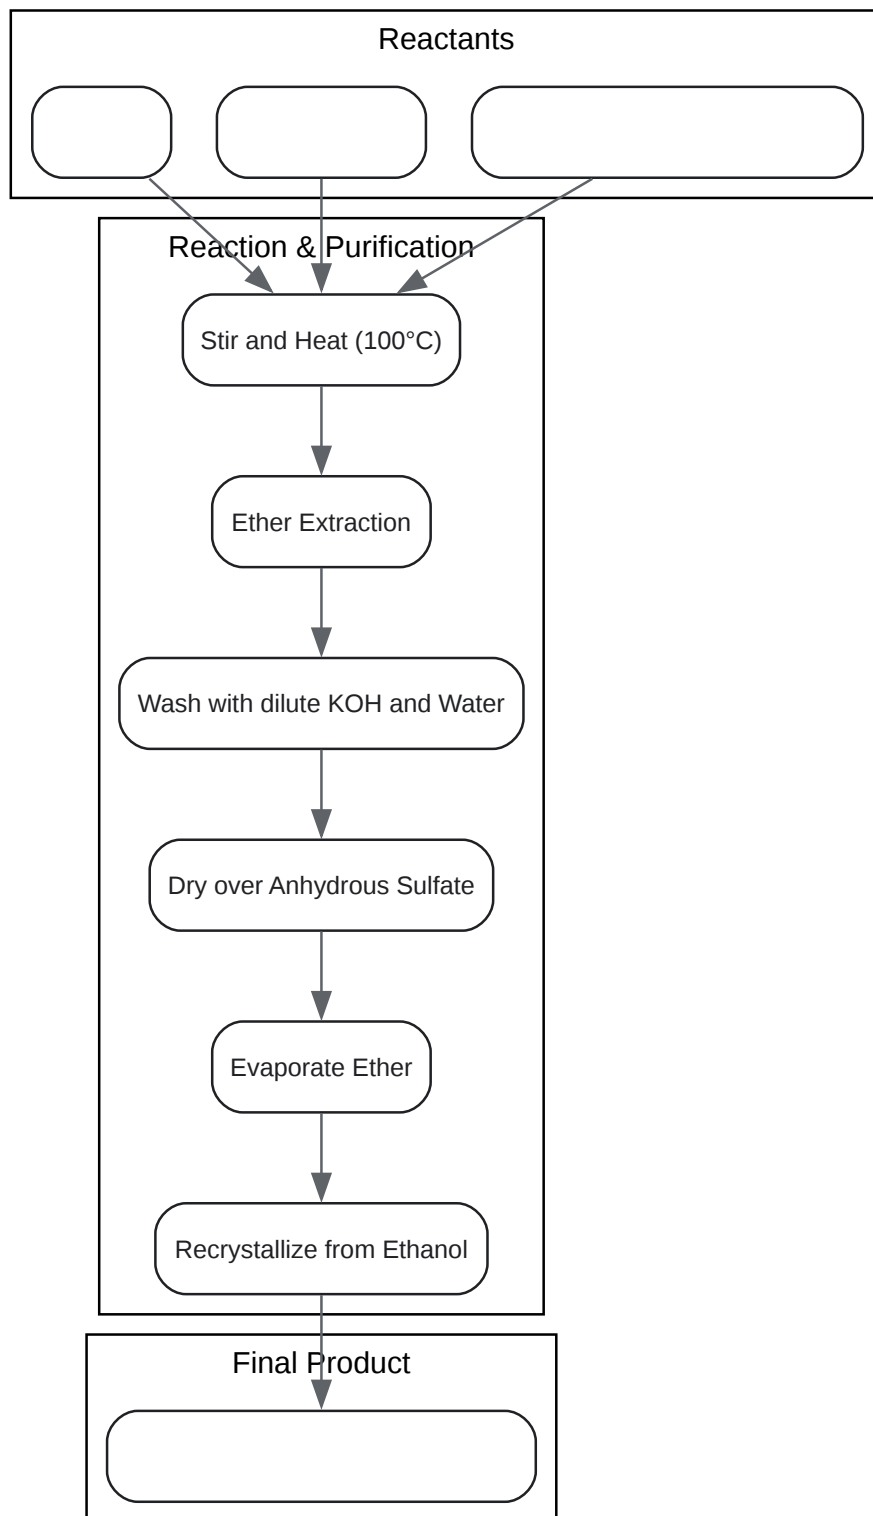 Reactants
Reaction & Purification
Stir and Heat (100°C)
Ether Extraction
Wash with dilute KOH and Water
Dry over Anhydrous Sulfate
Evaporate Ether
Recrystallize from Ethanol
Final Product